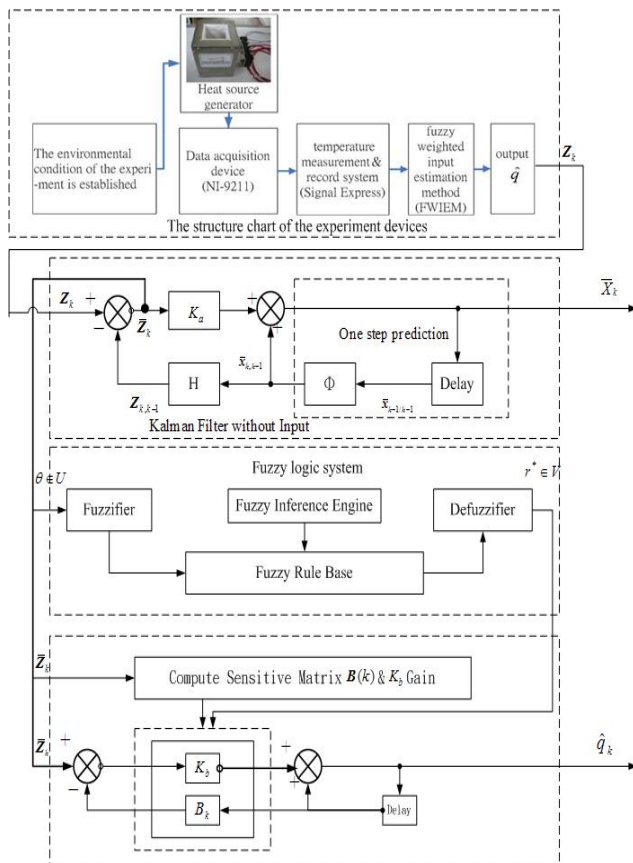 Heat source
generator
The environmental
condition of the experi
-ment is established
Data acquisition
device
(NI-9211)
temperature
measurement &
record system
(Signal Express)
fuzzy
weighted
input
estimation
method
(FWIEM)
output
q̂
Z_k
The structure chart of the experiment devices
Z_k
+
−
Z̄_k
K_a
+
+
X̄_k
One step prediction
x̄_{k,k-1}
H
Φ
Delay
Z_{k,k-1}
x̄_{k-1/k-1}
Kalman Filter without Input
θ ∈ U
Fuzzy logic system
r* ∈ V
Fuzzifier
Fuzzy Inference Engine
Defuzzifier
Fuzzy Rule Base
Z̄_k
Compute Sensitive Matrix B(k) & K_b Gain
Z̄_k
+
−
K_b
+
+
q̂_k
B_k
Delay